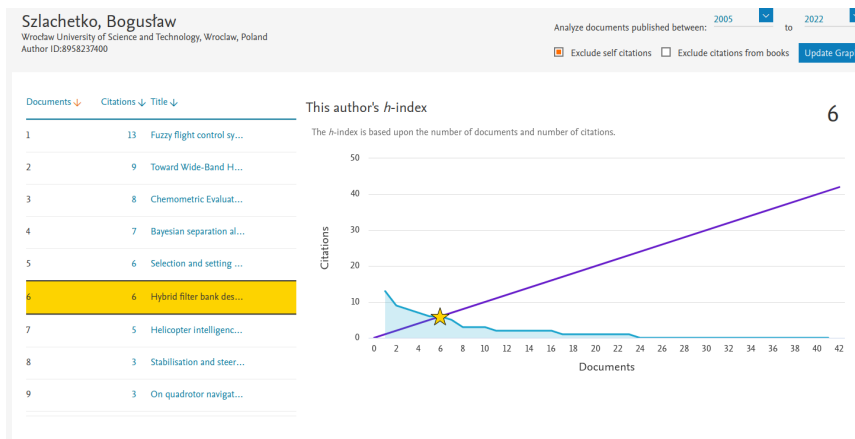 Szlachetko, Bogusław
Wrocław University of Science and Technology, Wroclaw, Poland
Author ID:8958237400
Analyze documents published between: 2005 to 2022
Exclude self citations Exclude citations from books Update Grap
Documents Citations Title
1 13 Fuzzy flight control sy...
2 9 Toward Wide-Band H...
3 8 Chemometric Evaluat...
4 7 Bayesian separation al...
5 6 Selection and setting ...
6 6 Hybrid filter bank des...
7 5 Helicopter intelligenc...
8 3 Stabilisation and steer...
9 3 On quadrotor navigat...
This author's h-index
6
The h-index is based upon the number of documents and number of citations.
50
40
30
20
10
0
Citations
0 2 4 6 8 10 12 14 16 18 20 22 24 26 28 30 32 34 36 38 40 42
Documents